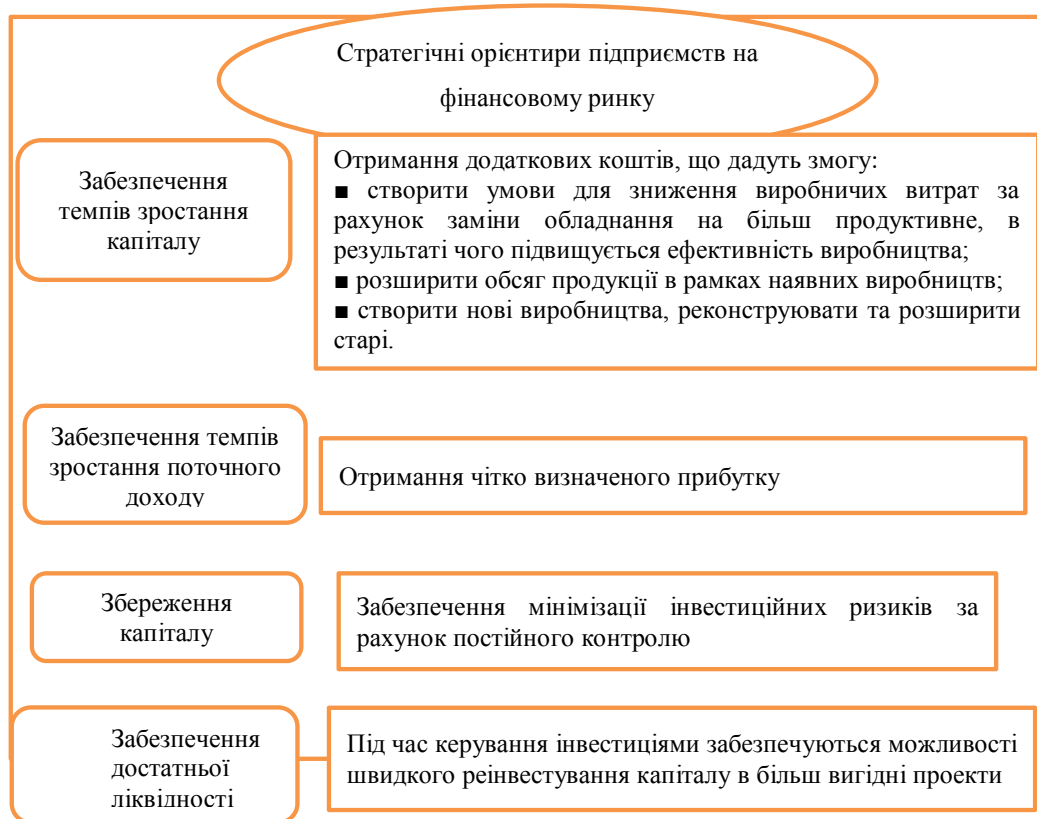 Стратегічні орієнтири підприємств на
фінансовому ринку
Забезпечення
темпів зростання
капіталу
Отримання додаткових коштів, що дадуть змогу:
■ створити умови для зниження виробничих витрат за
рахунок заміни обладнання на більш продуктивне, в
результаті чого підвищується ефективність виробництва;
■ розширити обсяг продукції в рамках наявних виробництв;
■ створити нові виробництва, реконструювати та розширити
старі.
Забезпечення темпів
зростання поточного
доходу
Отримання чітко визначеного прибутку
Збереження
капіталу
Забезпечення мінімізації інвестиційних ризиків за
рахунок постійного контролю
Забезпечення
достатньої
ліквідності
Під час керування інвестиціями забезпечуються можливості
швидкого реінвестування капіталу в більш вигідні проекти